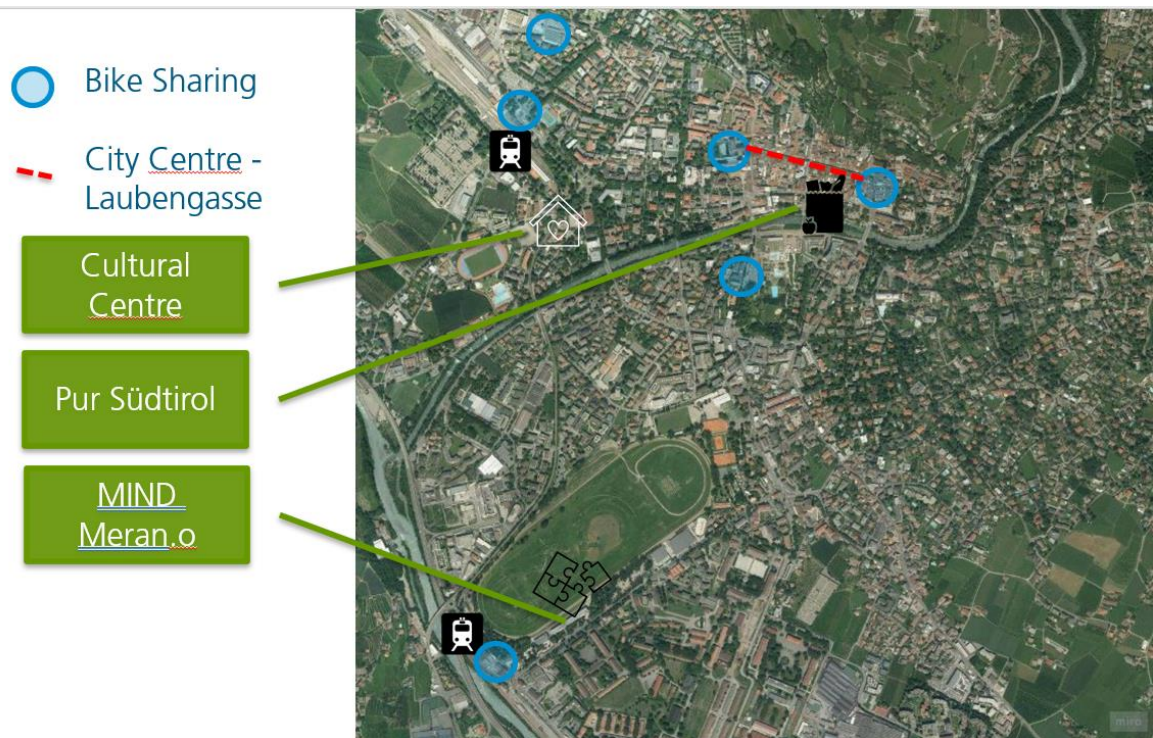 Bike Sharing
City Centre -
Laubengasse
Cultural
Centre
Pur Südtirol
MIND
Meran.o
miro